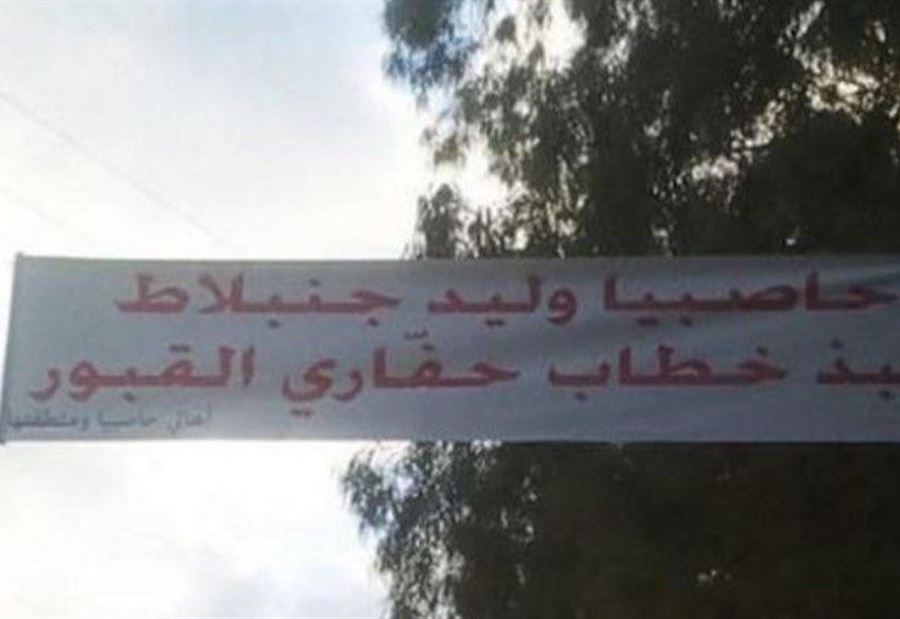 حاصبيا وليد جنبلاط
خطاب حفّاري القبور
أهالي حاصبيا ومنطقتها